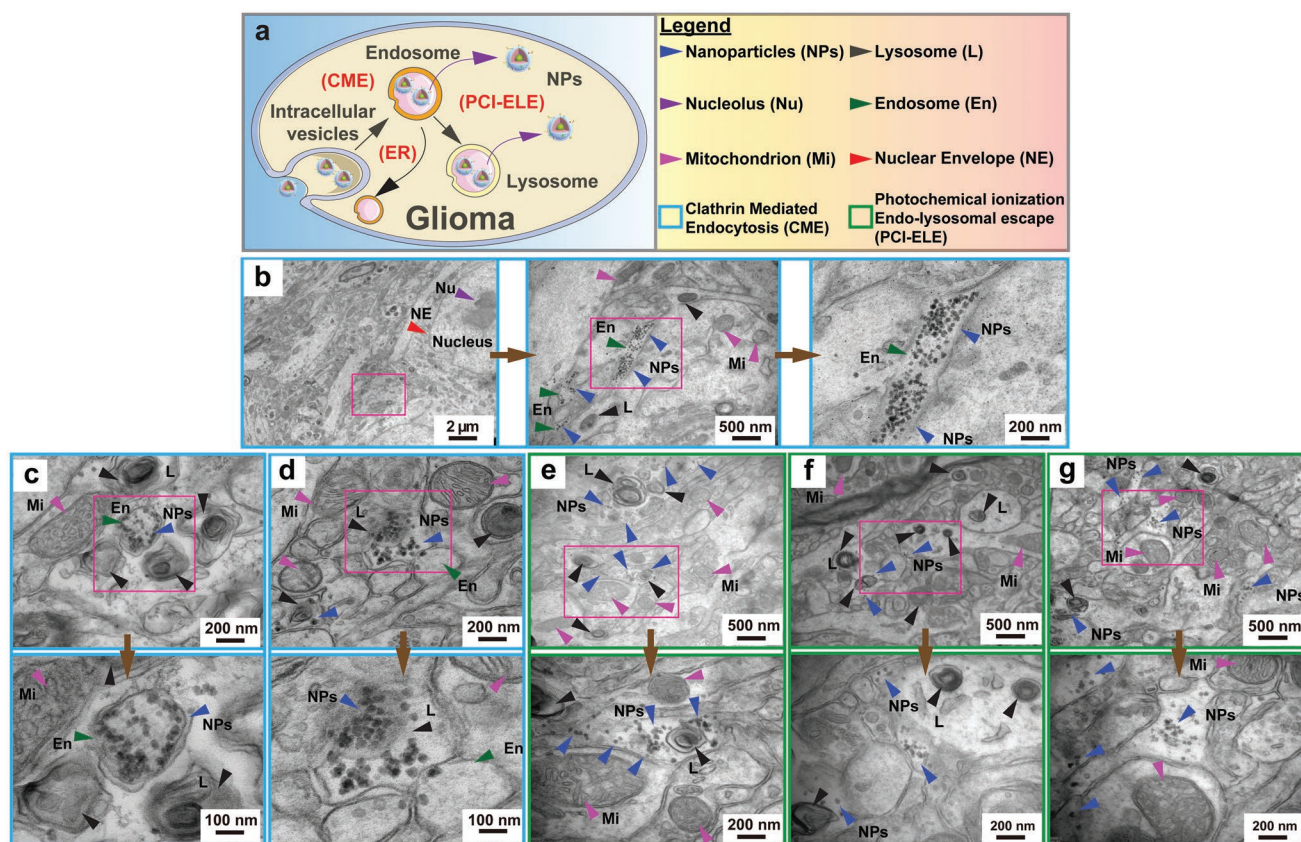 a
Endosome
(CME)
NPs
(PCI-ELE)
Intracellular
vesicles
(ER)
Lysosome
Glioma
Legend
Nanoparticles (NPs)
Lysosome (L)
Nucleolus (Nu)
Endosome (En)
Mitochondrion (Mi)
Nuclear Envelope (NE)
Clathrin Mediated
Endocytosis (CME)
Photochemical ionization
Endo-lysosomal escape
(PCI-ELE)
b
Nu
NE
Nucleus
2 µm
Mi
En
NPs
Mi
En
L
500 nm
NPs
En
NPs
200 nm
c
L
Mi
En
NPs
200 nm
d
Mi
L
NPs
En
200 nm
e
L
NPs
Mi
500 nm
f
Mi
L
NPs
L
Mi
500 nm
g
NPs
NPs
Mi
Mi
NPs
NPs
500 nm
Mi
NPs
En
L
100 nm
NPs
L
En
100 nm
NPs
L
Mi
200 nm
NPs
L
NPs
200 nm
Mi
NPs
200 nm